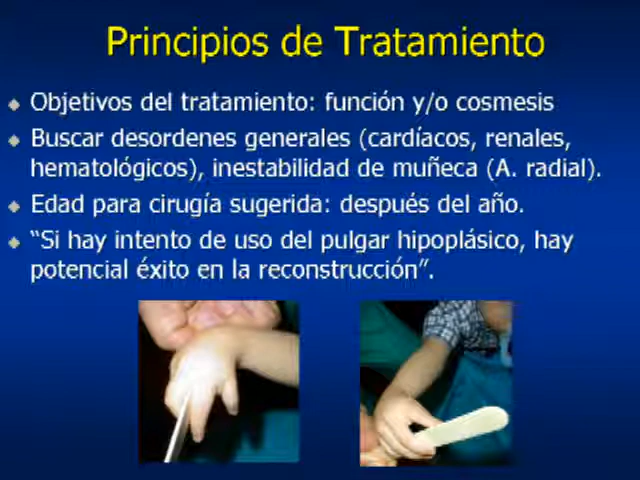 Principios de Tratamiento
Objetivos del tratamiento: función y/o cosmesis
Buscar desordenes generales (cardíacos, renales,
hematológicos), inestabilidad de muñeca (A. radial).
Edad para cirugía sugerida: después del año.
“Si hay intento de uso del pulgar hipoplásico, hay
potencial éxito en la reconstrucción”.